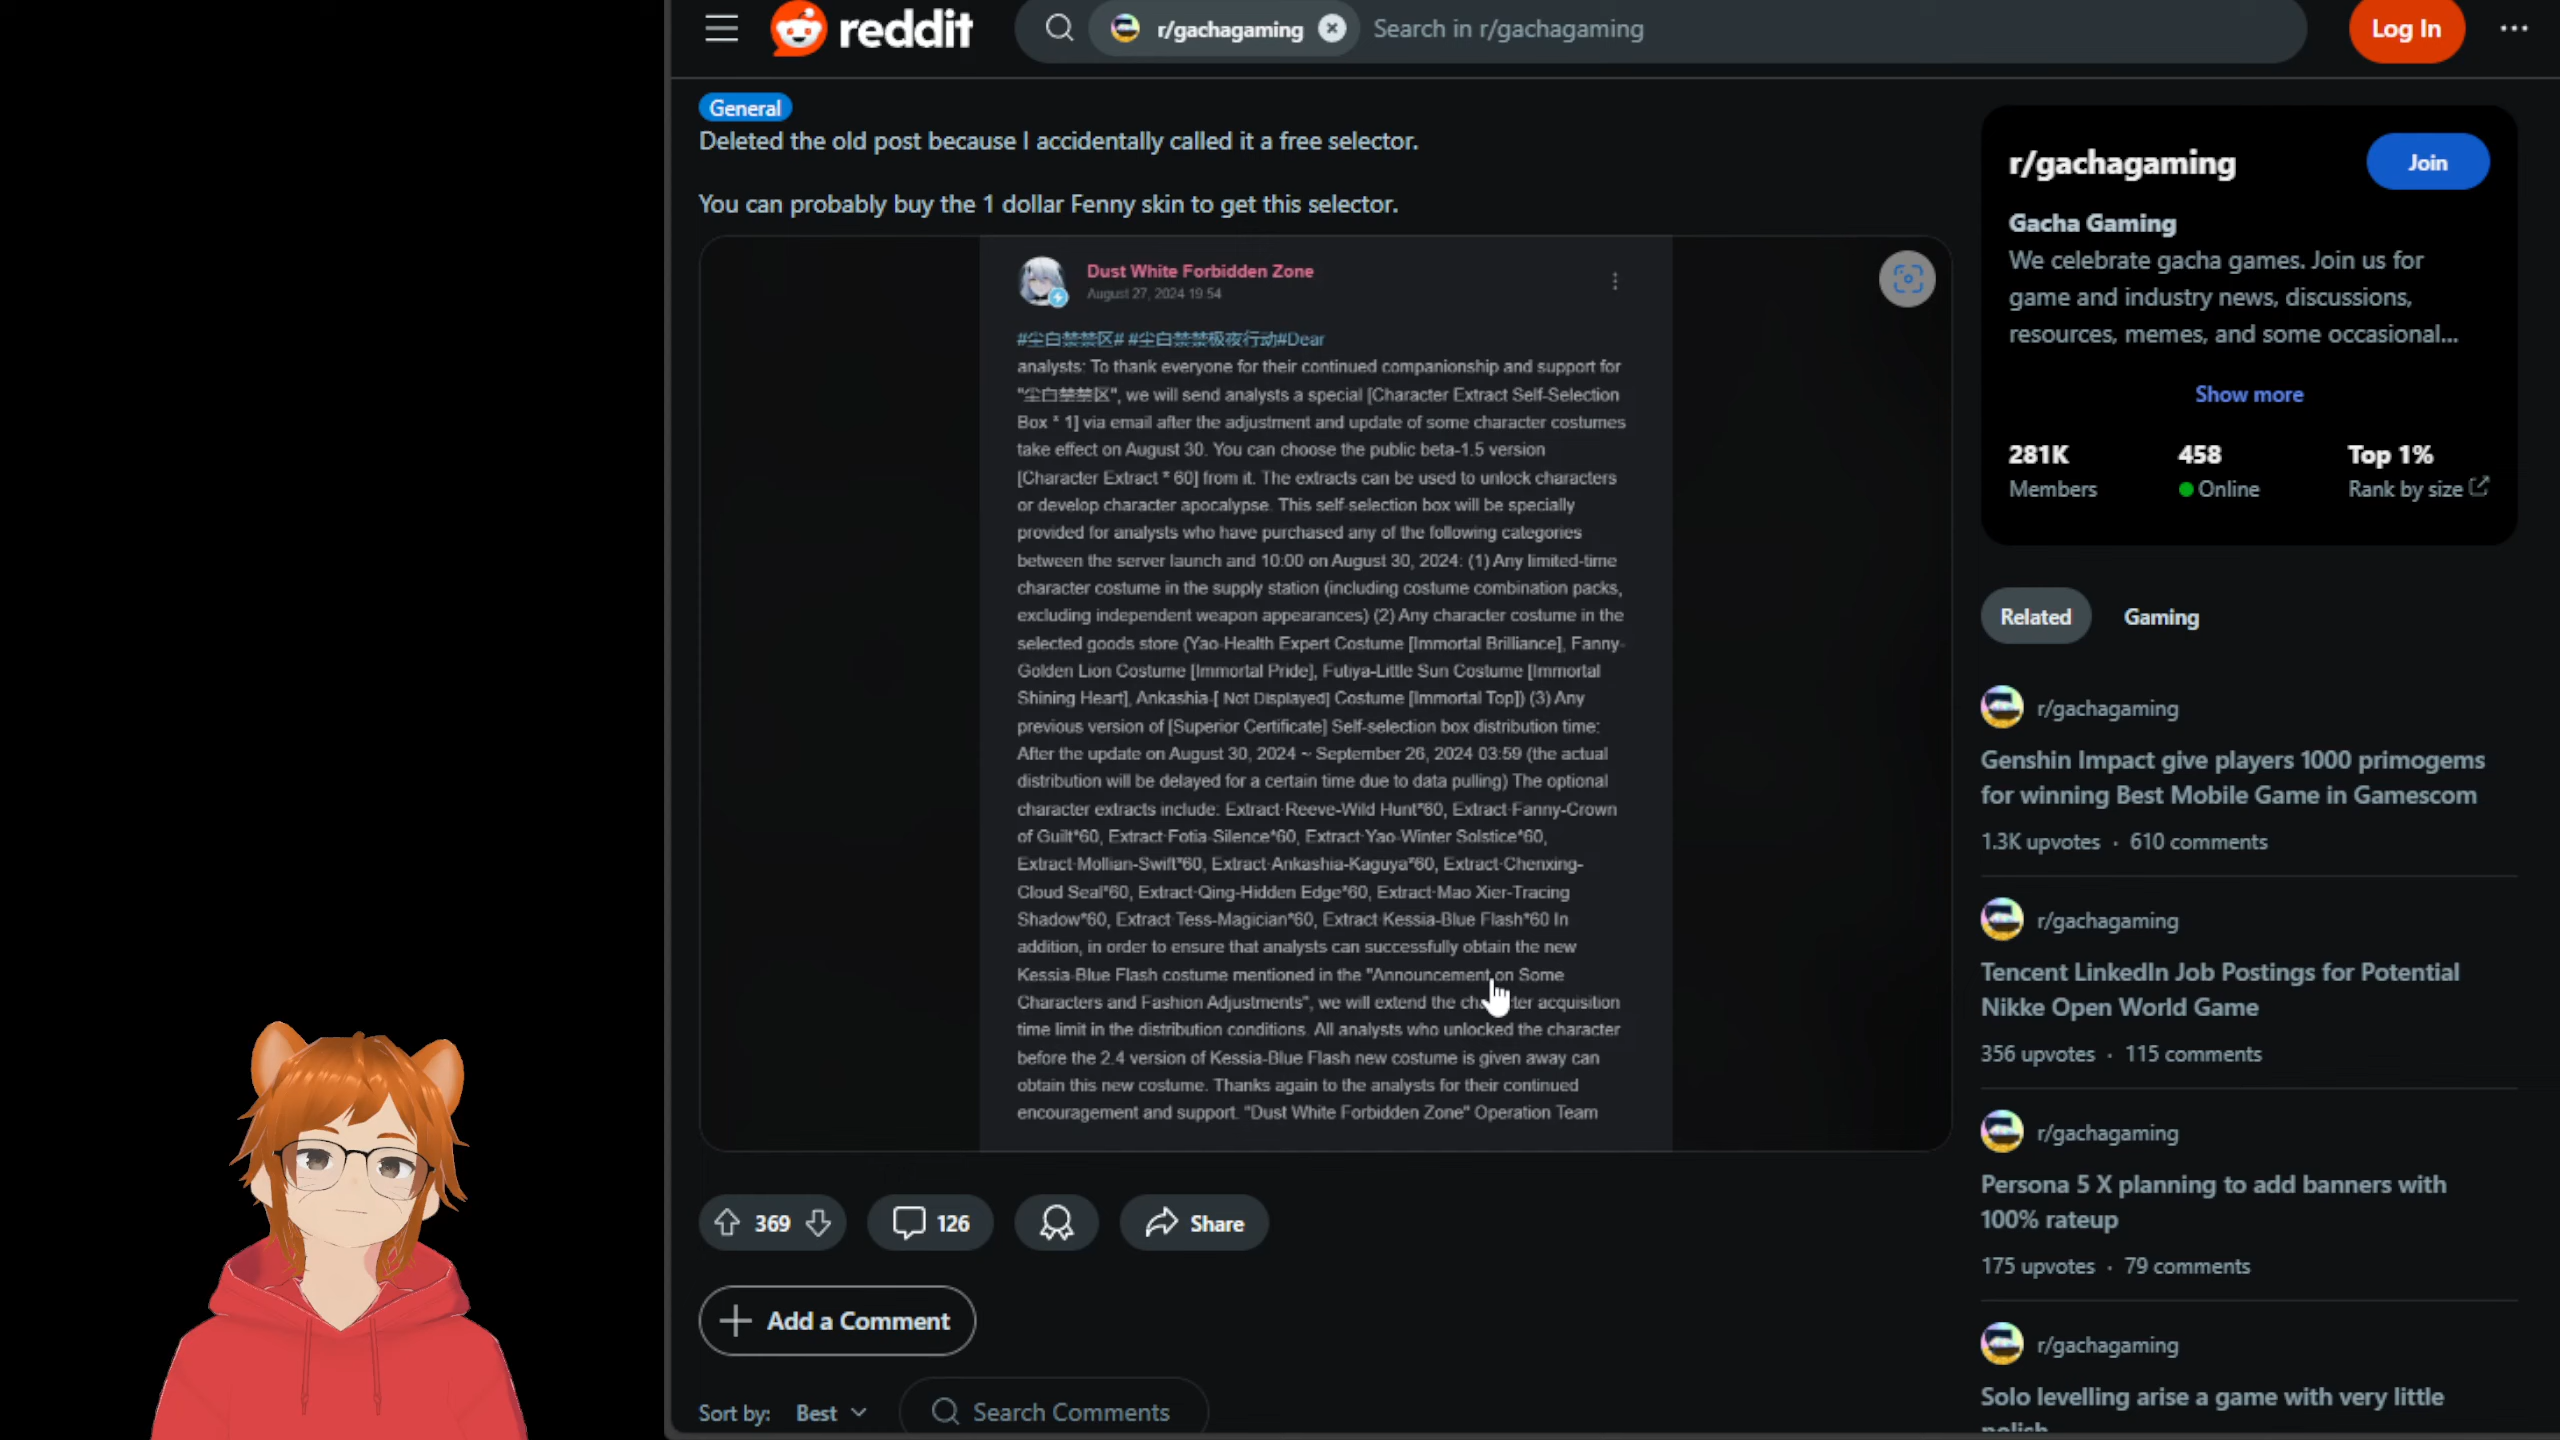 reddit
r/gachagaming
Search in r/gachagaming
Log In
General
Deleted the old post because I accidentally called it a free selector.
You can probably buy the 1 dollar Fenny skin to get this selector.
Dust White Forbidden Zone
August 27, 2024 19:54
#尘白禁区# #尘白禁区极夜行动#Dear
analysts: To thank everyone for their continued companionship and support for
"尘白禁区", we will send analysts a special [Character Extract Self-Selection
Box * 1] via email after the adjustment and update of some character costumes
take effect on August 30. You can choose the public beta-1.5 version
[Character Extract * 60] from it. The extracts can be used to unlock characters
or develop character apocalypse. This self-selection box will be specially
provided for analysts who have purchased any of the following categories
between the server launch and 10:00 on August 30, 2024: (1) Any limited-time
character costume in the supply station (including costume combination packs,
excluding independent weapon appearances) (2) Any character costume in the
selected goods store (Yao-Health Expert Costume [Immortal Brilliance], Fanny-
Golden Lion Costume [Immortal Pride], Futiya-Little Sun Costume [Immortal
Shining Heart], Ankashia-[ Not Displayed] Costume [Immortal Top]) (3) Any
previous version of [Superior Certificate] Self-selection box distribution time:
After the update on August 30, 2024 ~ September 26, 2024 03:59 (the actual
distribution will be delayed for a certain time due to data pulling) The optional
character extracts include: Extract·Reeve-Wild Hunt*60, Extract·Fanny-Crown
of Guilt*60, Extract·Fotia-Silence*60, Extract·Yao-Winter Solstice*60,
Extract·Mollian-Swift*60, Extract·Ankashia-Kaguya*60, Extract·Chenxing-
Cloud Seal*60, Extract·Qing-Hidden Edge*60, Extract·Mao Xier-Tracing
Shadow*60, Extract·Tess-Magician*60, Extract·Kessia-Blue Flash*60 In
addition, in order to ensure that analysts can successfully obtain the new
Kessia-Blue Flash costume mentioned in the "Announcement on Some
Characters and Fashion Adjustments", we will extend the acquisition
time limit in the distribution conditions. All analysts who unlocked the character
before the 2.4 version of Kessia-Blue Flash new costume is given away can
obtain this new costume. Thanks again to the analysts for their continued
encouragement and support. "Dust White Forbidden Zone" Operation Team
369
126
Share
Add a Comment
Sort by: Best
Search Comments
r/gachagaming
Join
Gacha Gaming
We celebrate gacha games. Join us for
game and industry news, discussions,
resources, memes, and some occasional...
Show more
281K 458 Top 1%
Members Online Rank by size
Related Gaming
r/gachagaming
Genshin Impact give players 1000 primogems
for winning Best Mobile Game in Gamescom
1.3K upvotes · 610 comments
r/gachagaming
Tencent LinkedIn Job Postings for Potential
Nikke Open World Game
356 upvotes · 115 comments
r/gachagaming
Persona 5 X planning to add banners with
100% rateup
175 upvotes · 79 comments
r/gachagaming
Solo levelling arise a game with very little